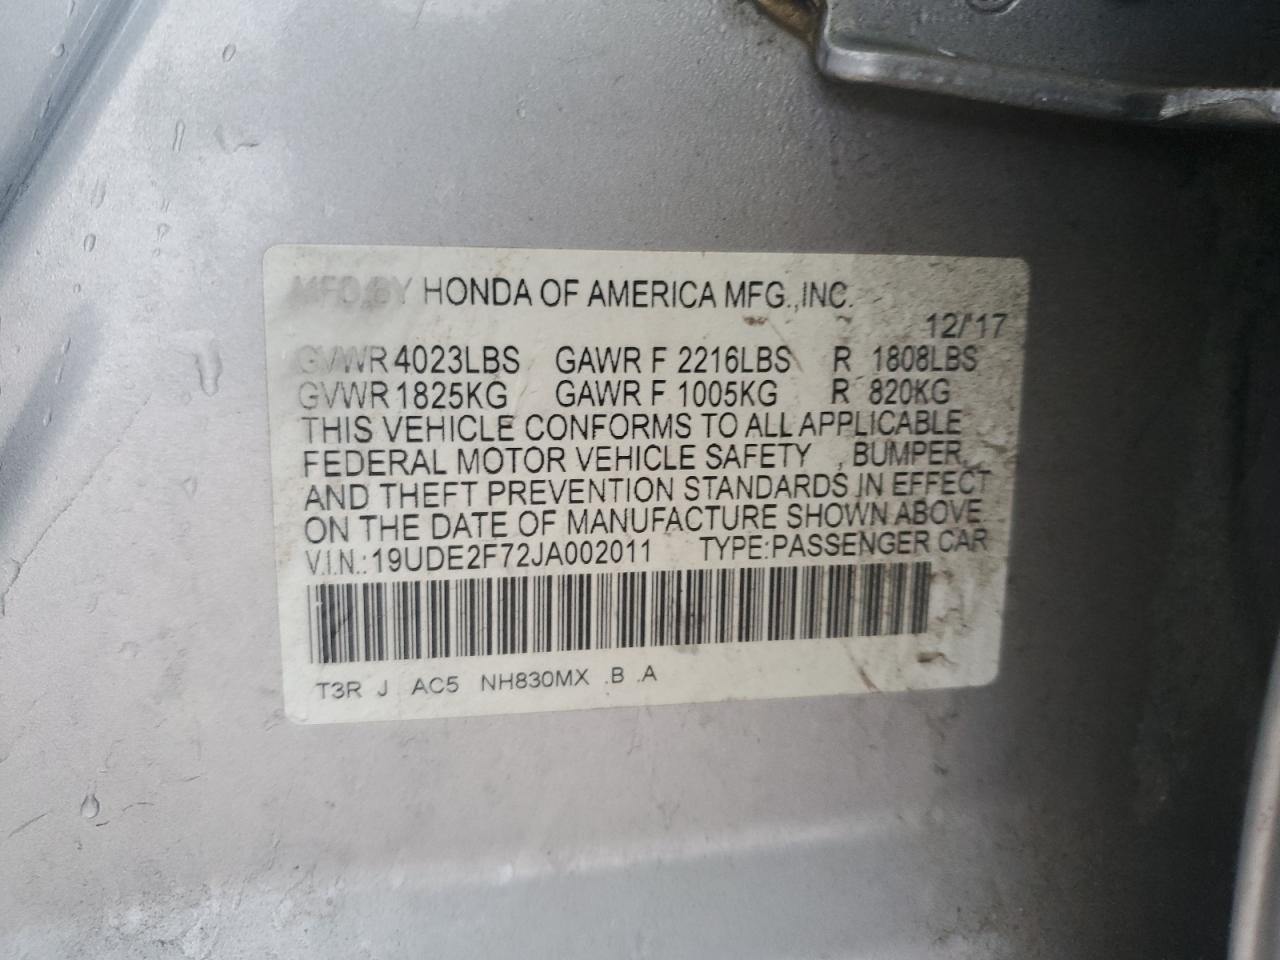 MFD.BY HONDA OF AMERICA MFG.,INC.
12/'17
GVWR 4023LBS GAWR F 2216LBS R 1808LBS
GVWR 1825KG GAWR F 1005KG R 820KG
THIS VEHICLE CONFORMS TO ALL APPLICABLE
FEDERAL MOTOR VEHICLE SAFETY , BUMPER,
AND THEFT PREVENTION STANDARDS IN EFFECT
ON THE DATE OF MANUFACTURE SHOWN ABOVE
V.I.N.:19UDE2F72JA002011 TYPE:PASSENGER CAR
T3R J AC5 NH830MX .B .A